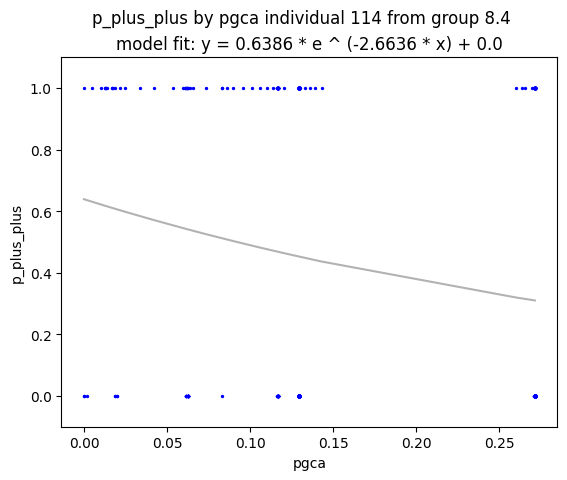 p_plus_plus by pgca individual 114 from group 8.4
model fit: y = 0.6386 * e ^ (-2.6636 * x) + 0.0
1.0
0.8
0.6
0.4
0.2
0.0
p_plus_plus
0.00 0.05 0.10 0.15 0.20 0.25
pgca